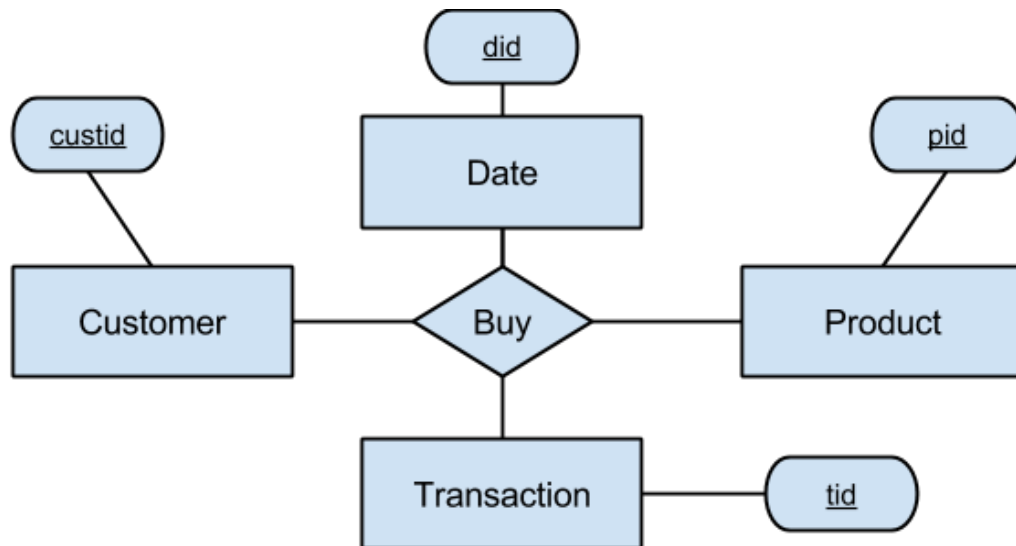 did
custid
pid
Date
Customer
Buy
Product
Transaction
tid